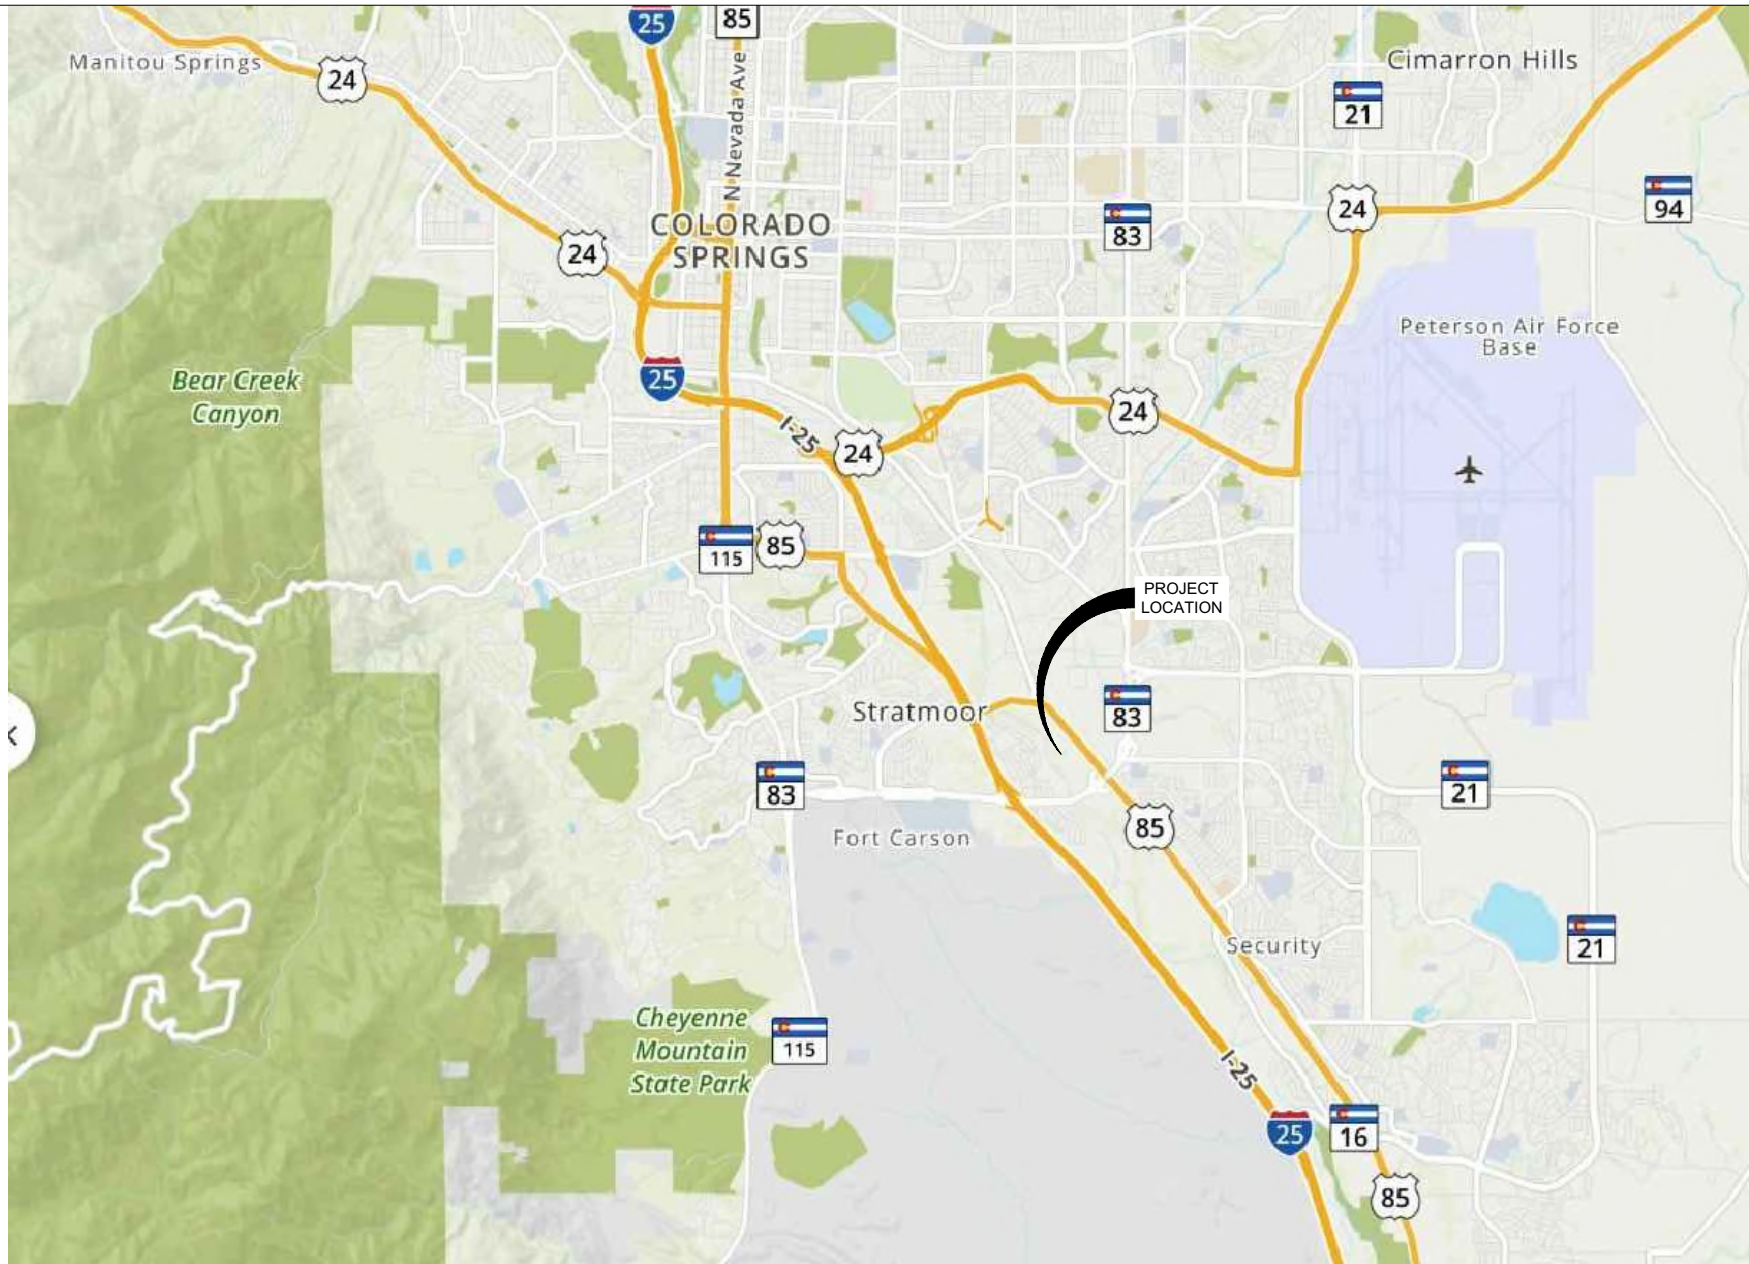 25
85
Manitou Springs
24
Cimarron Hills
21
N Nevada Ave
94
24
83
COLORADO
SPRINGS
24
Peterson Air Force
Base
Bear Creek
Canyon
25
24
I-25
24
115
85
PROJECT
LOCATION
83
Stratmoor
83
21
85
Fort Carson
21
Security
Cheyenne
Mountain
State Park
115
I-25
25
16
85